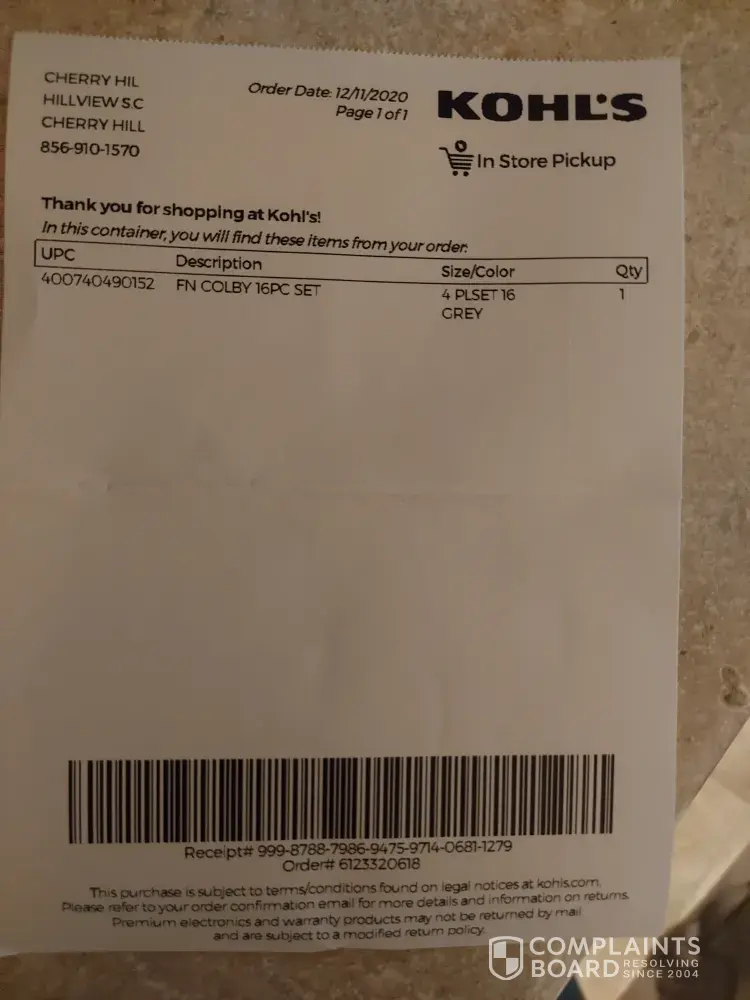 CHERRY HIL
HILLVIEW S.C
CHERRY HILL
856-910-1570
Order Date: 12/11/2020
Page 1 of 1
KOHL'S
In Store Pickup
Thank you for shopping at Kohl's!
In this container, you will find these items from your order:
UPC Description Size/Color Qty
400740490152 FN COLBY 16PC SET 4 PLSET 16 1
GREY
Receipt# 999-8788-7986-9475-9714-0681-1279
Order# 6123320618
This purchase is subject to terms/conditions found on legal notices at kohls.com.
Please refer to your order confirmation email for more details and information on returns.
Premium electronics and warranty products may not be returned by mail
and are subject to a modified return policy.
COMPLAINTS
BOARD RESOLVING
SINCE 2004